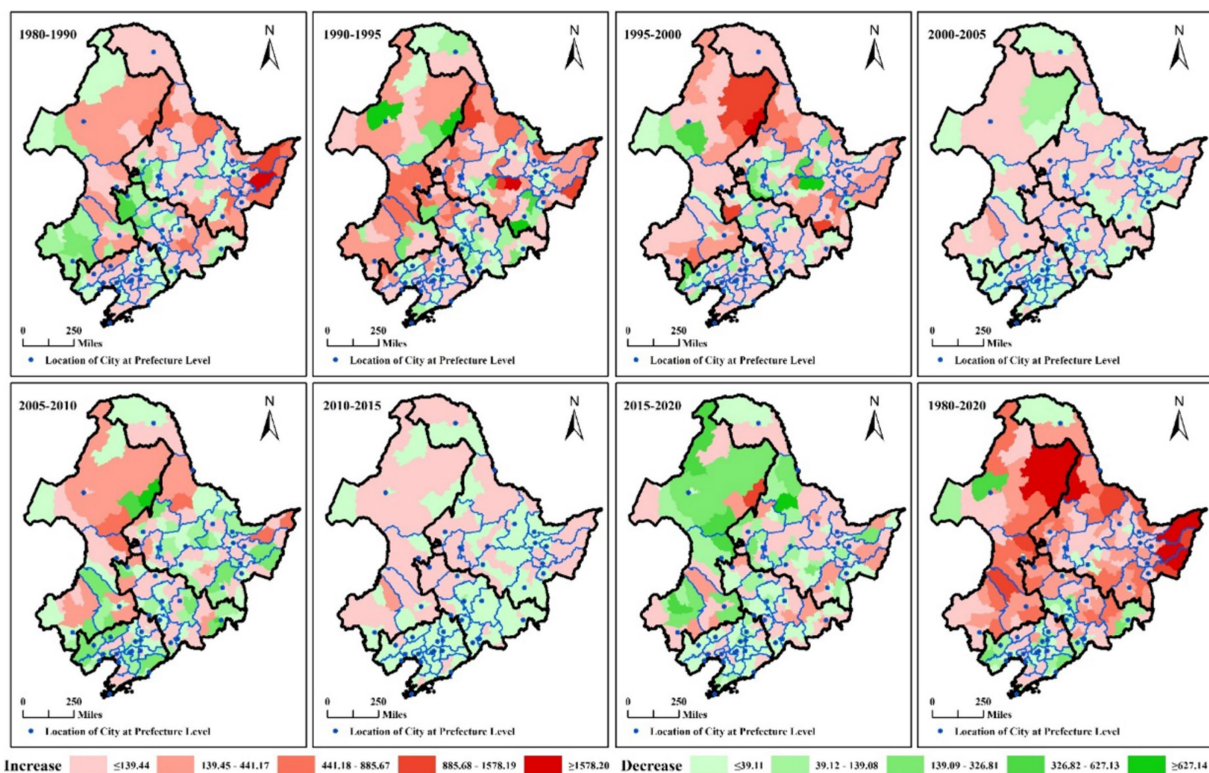 1980-1990
N
0 250
Miles
Location of City at Prefecture Level
1990-1995
N
0 250
Miles
Location of City at Prefecture Level
1995-2000
N
0 250
Miles
Location of City at Prefecture Level
2000-2005
N
0 250
Miles
Location of City at Prefecture Level
2005-2010
N
0 250
Miles
Location of City at Prefecture Level
2010-2015
N
0 250
Miles
Location of City at Prefecture Level
2015-2020
N
0 250
Miles
Location of City at Prefecture Level
1980-2020
N
0 250
Miles
Location of City at Prefecture Level
Increase ≤139.44 139.45 - 441.17 441.18 - 885.67 885.68 - 1578.19 ≥1578.20 Decrease ≤39.11 39.12 - 139.08 139.09 - 326.81 326.82 - 627.13 ≥627.14